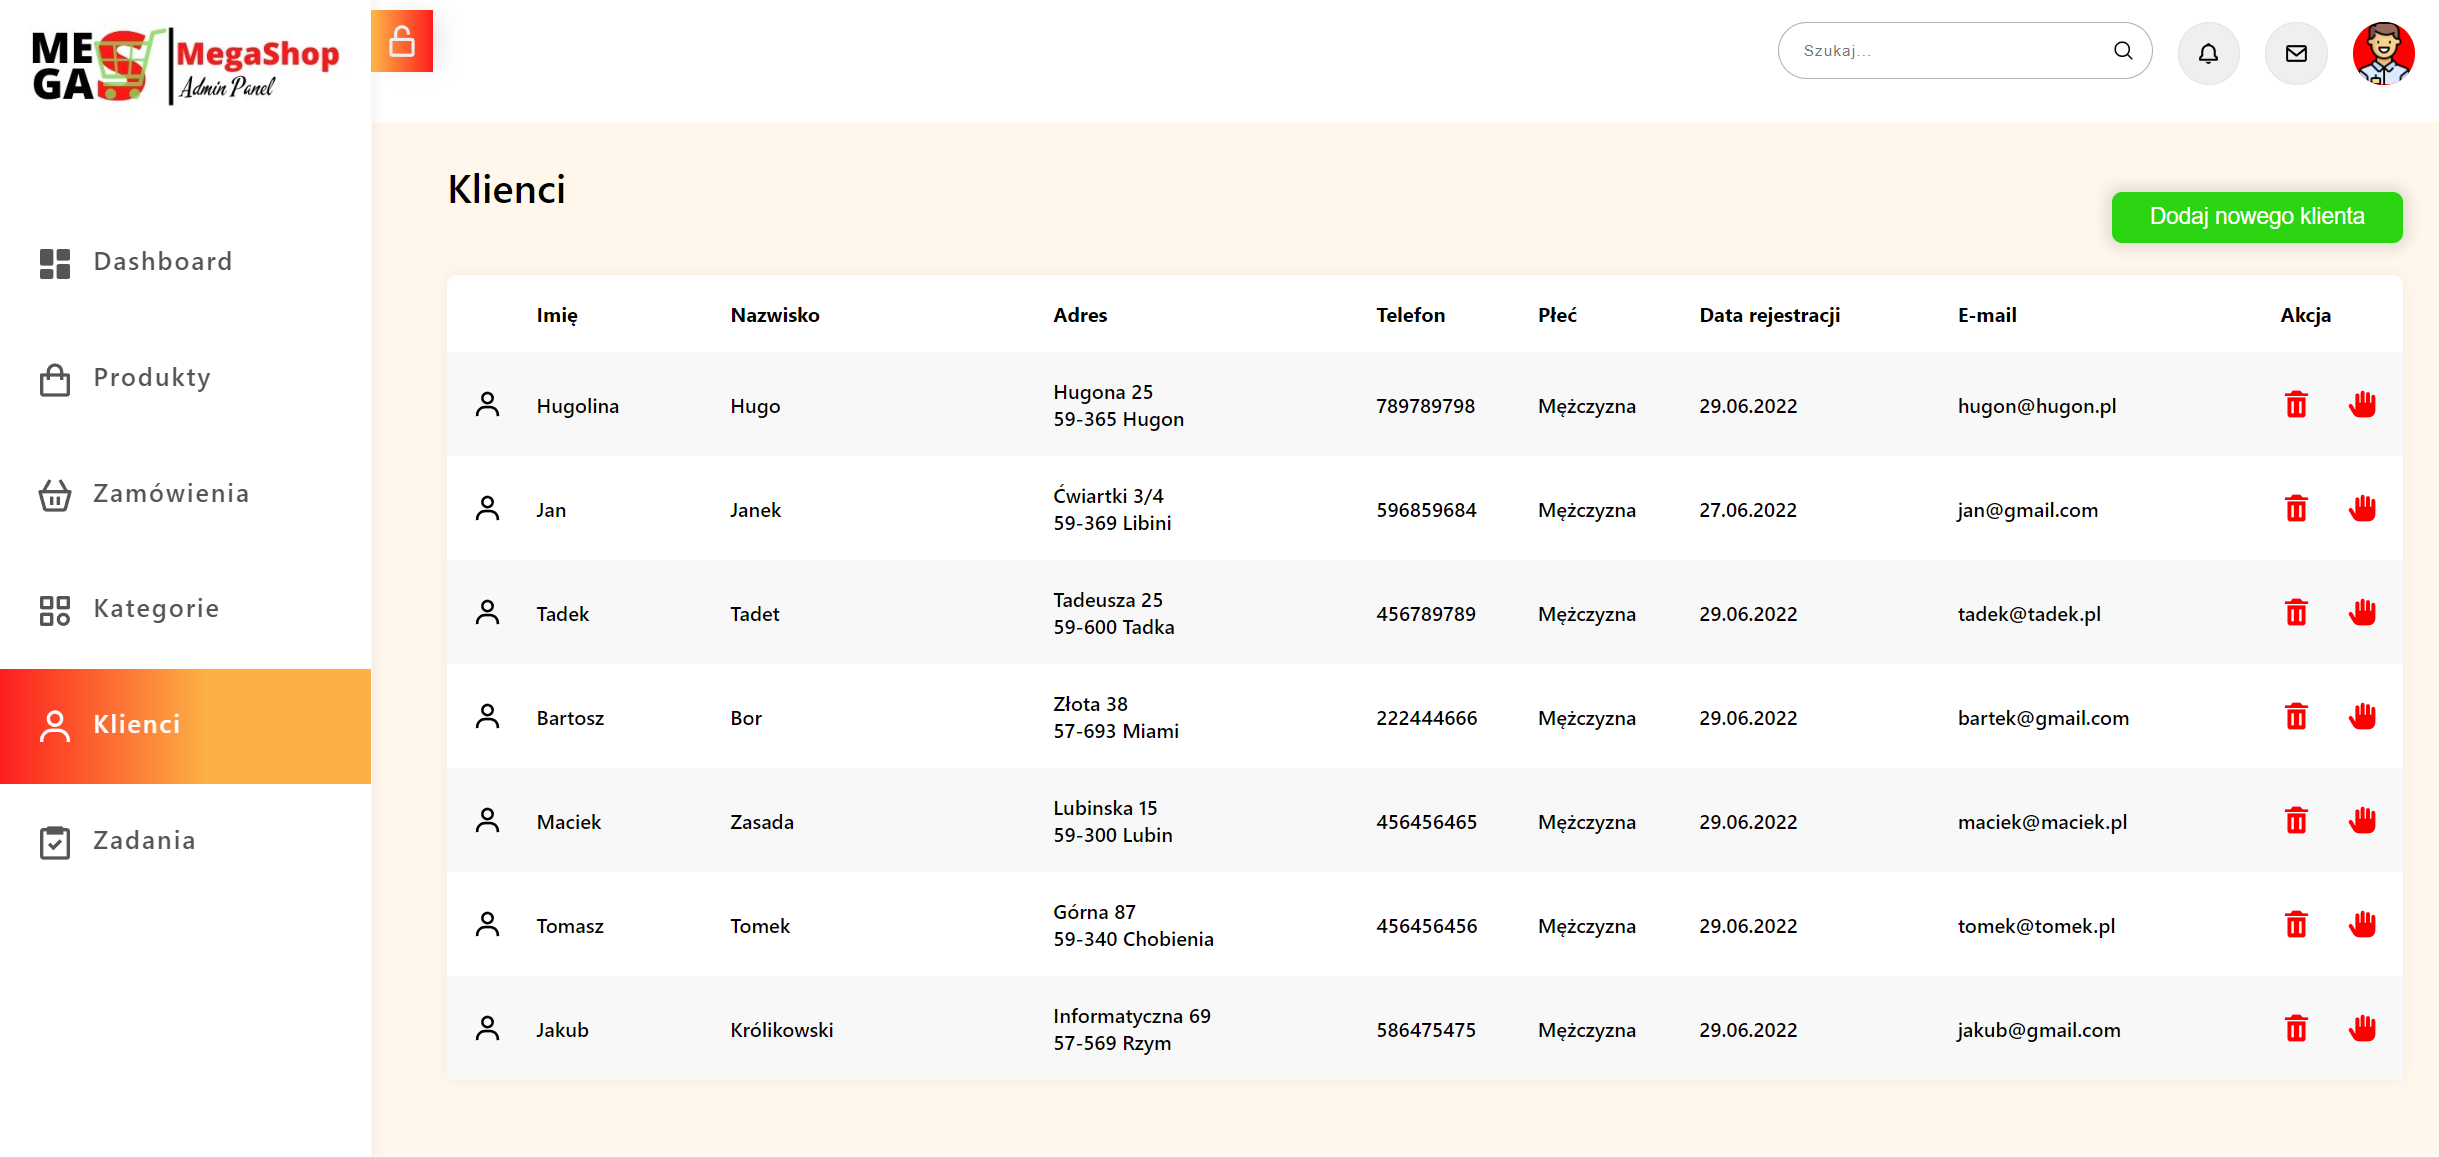 MEGA
MegaShop
Admin Panel
Szukaj...
Dashboard
Produkty
Zamówienia
Kategorie
Klienci
Zadania
Klienci
Dodaj nowego klienta
Imię Nazwisko Adres Telefon Płeć Data rejestracji E-mail Akcja
Hugolina Hugo Hugona 25 789789798 Mężczyzna 29.06.2022 hugon@hugon.pl
59-365 Hugon
Jan Janek Ćwiartki 3/4 596859684 Mężczyzna 27.06.2022 jan@gmail.com
59-369 Libini
Tadek Tadet Tadeusza 25 456789789 Mężczyzna 29.06.2022 tadek@tadek.pl
59-600 Tadka
Bartosz Bor Złota 38 222444666 Mężczyzna 29.06.2022 bartek@gmail.com
57-693 Miami
Maciek Zasada Lubinska 15 456456465 Mężczyzna 29.06.2022 maciek@maciek.pl
59-300 Lubin
Tomasz Tomek Górna 87 456456456 Mężczyzna 29.06.2022 tomek@tomek.pl
59-340 Chobienia
Jakub Królikowski Informatyczna 69 586475475 Mężczyzna 29.06.2022 jakub@gmail.com
57-569 Rzym